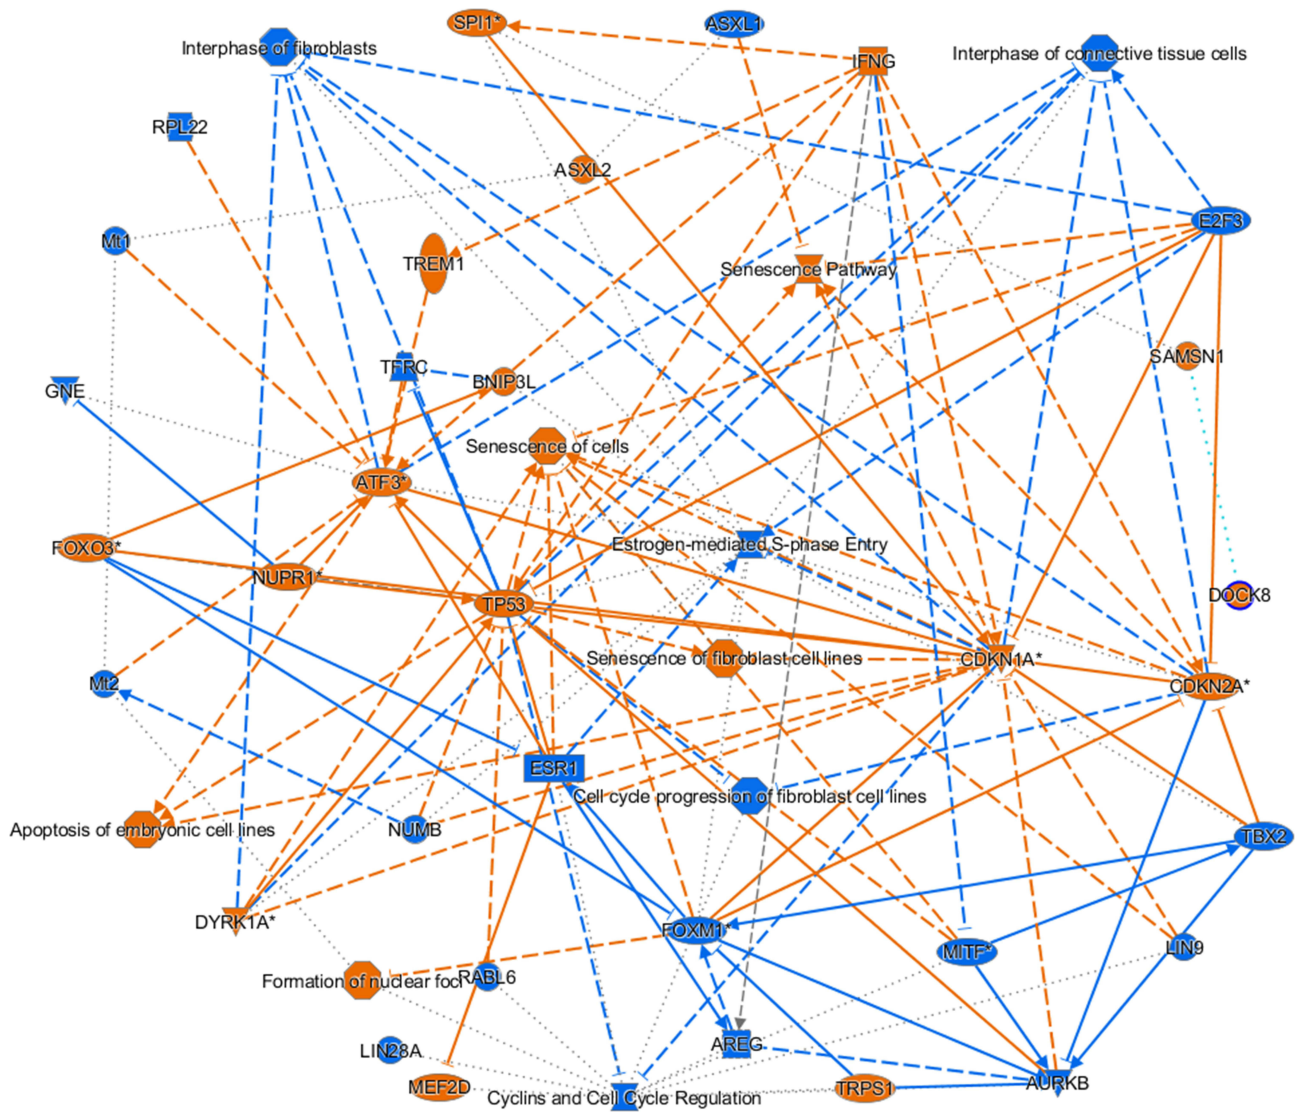 SPI1*
ASXL1
Interphase of fibroblasts
Interphase of connective tissue cells
IFNG
RPL22
ASXL2
E2F3
Mt1
TREM1
Senescence Pathway
SAMSN1
TFRC
BNIP3L
GNE
Senescence of cells
ATF3*
Estrogen-mediated S-phase Entry
FOXO3*
NUPR1*
DOCK8
TP53
Senescence of fibroblast cell lines
CDKN1A*
Mt2
CDKN2A*
ESR1
Cell cycle progression of fibroblast cell lines
Apoptosis of embryonic cell lines
NUMB
TBX2
DYRK1A*
FOXM1*
MITF*
LIN9
Formation of nuclear foci
RABL6
AREG
LIN28A
AURKB
MEF2D
TRPS1
Cyclins and Cell Cycle Regulation